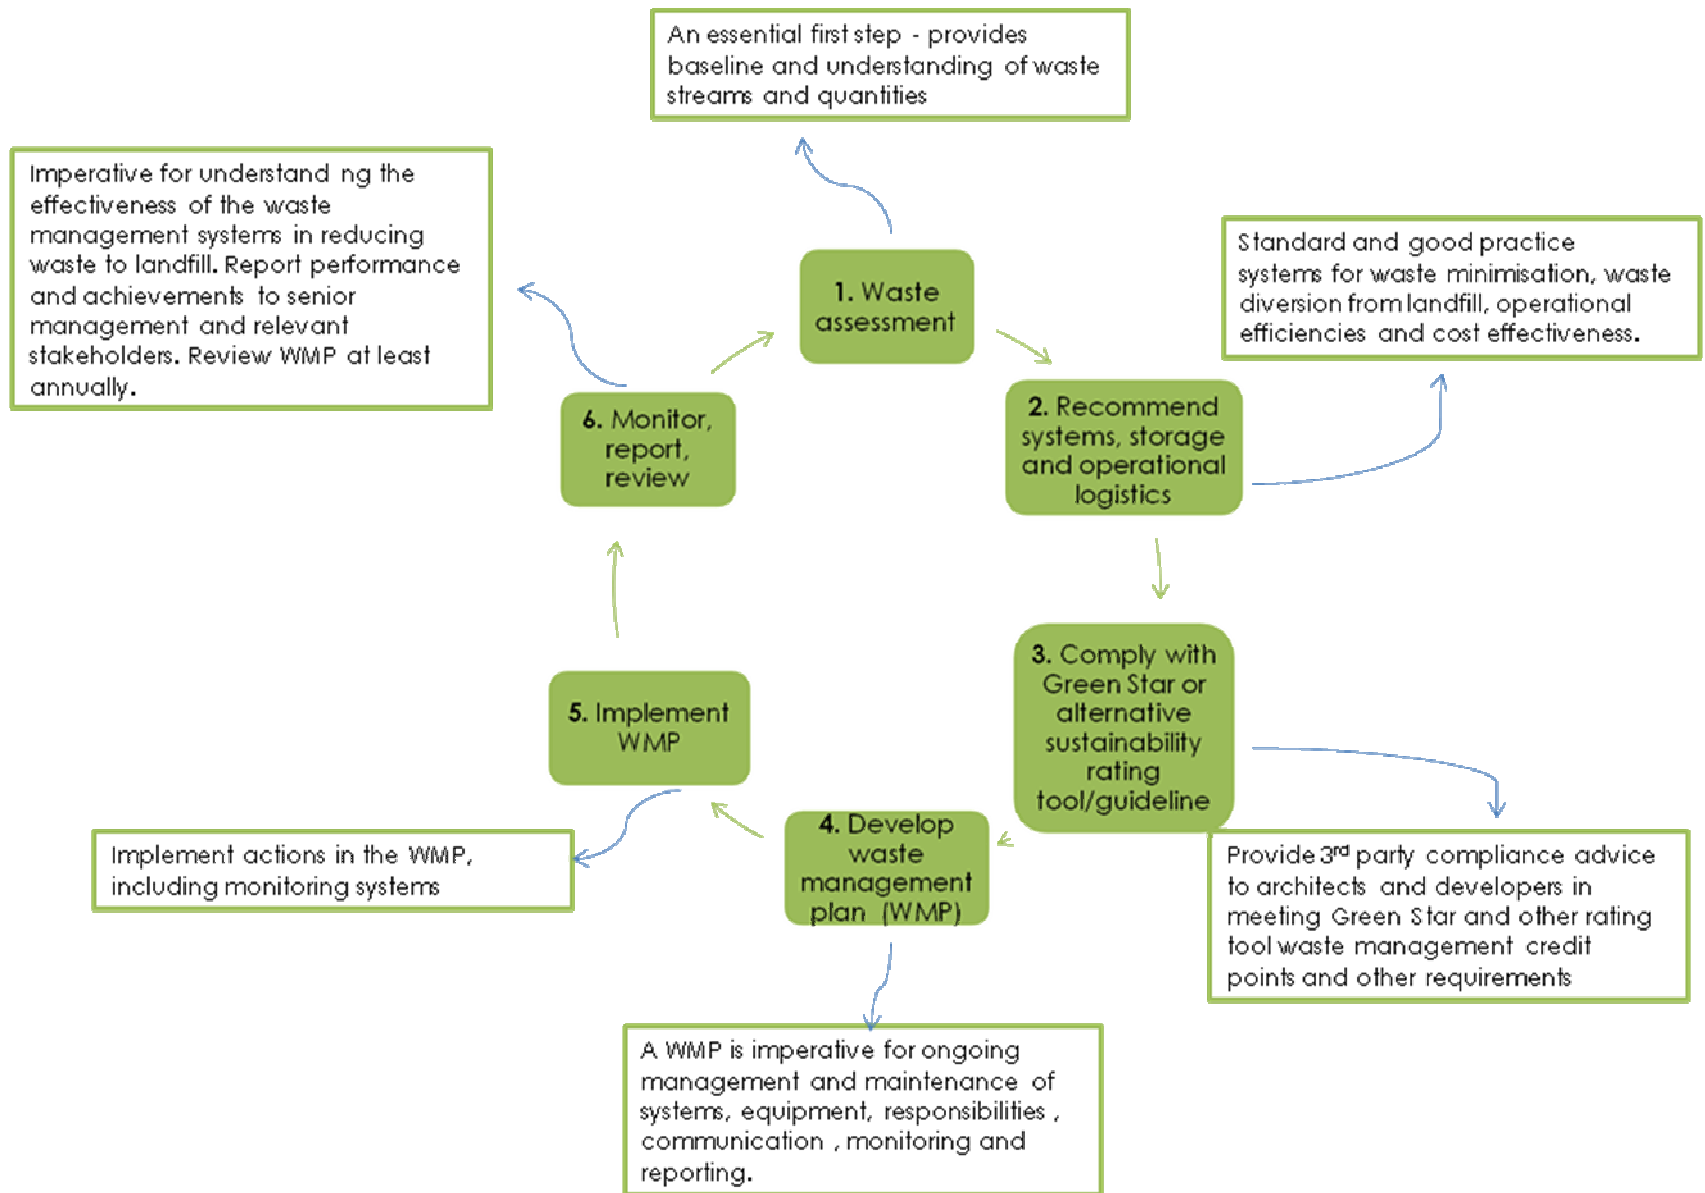 An essential first step - provides
baseline and understanding of waste
streams and quantities
Imperative for understand ng the
effectiveness of the waste
management systems in reducing
waste to landfill. Report performance
and achievements to senior
management and relevant
stakeholders. Review WMP at least
annually.
Standard and good practice
systems for waste minimisation, waste
diversion from landfill, operational
efficiencies and cost effectiveness.
1. Waste
assessment
2. Recommend
systems, storage
and operational
logistics
3. Comply with
Green Star or
alternative
sustainability
rating
tool/guideline
4. Develop
waste
management
plan (WMP)
5. Implement
WMP
6. Monitor,
report,
review
Implement actions in the WMP,
including monitoring systems
Provide 3rd party compliance advice
to architects and developers in
meeting Green Star and other rating
tool waste management credit
points and other requirements
A WMP is imperative for ongoing
management and maintenance of
systems, equipment, responsibilities ,
communication , monitoring and
reporting.